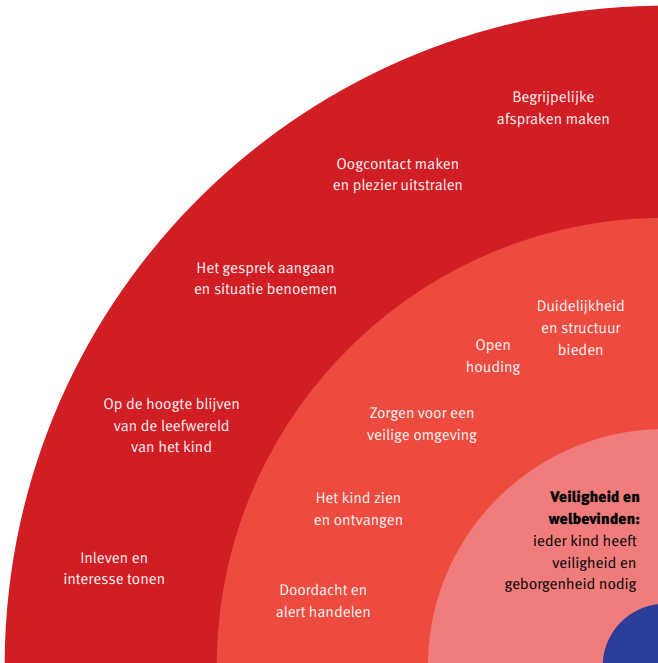 Begrijpelijke
afspraken maken
Oogcontact maken
en plezier uitstralen
Het gesprek aangaan
en situatie benoemen
Op de hoogte blijven
van de leefwereld
van het kind
Inleven en
interesse tonen
Duidelijkheid
en structuur
bieden
Open
houding
Zorgen voor een
veilige omgeving
Het kind zien
en ontvangen
Doordacht en
alert handelen
Veiligheid en
welbevinden:
ieder kind heeft
veiligheid en
geborgenheid nodig